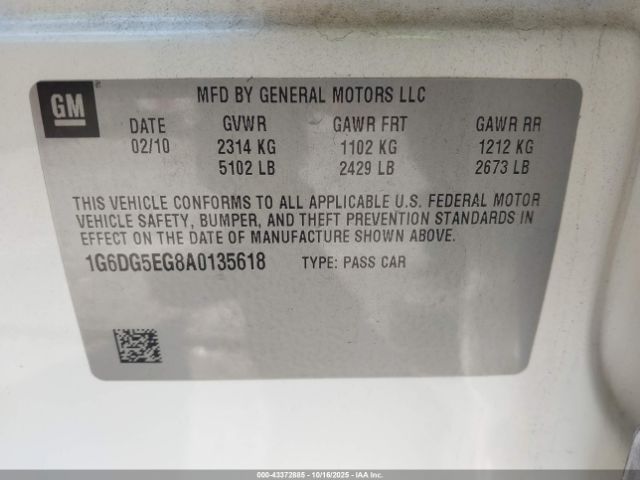 GM
MFD BY GENERAL MOTORS LLC
DATE GVWR GAWR FRT GAWR RR
02/10 2314 KG 1102 KG 1212 KG
5102 LB 2429 LB 2673 LB
THIS VEHICLE CONFORMS TO ALL APPLICABLE U.S. FEDERAL MOTOR
VEHICLE SAFETY, BUMPER, AND THEFT PREVENTION STANDARDS IN
EFFECT ON THE DATE OF MANUFACTURE SHOWN ABOVE.
1G6DG5EG8A0135618 TYPE: PASS CAR
000-43372885 - 10/16/2025 - Copyright © IAA, Inc.